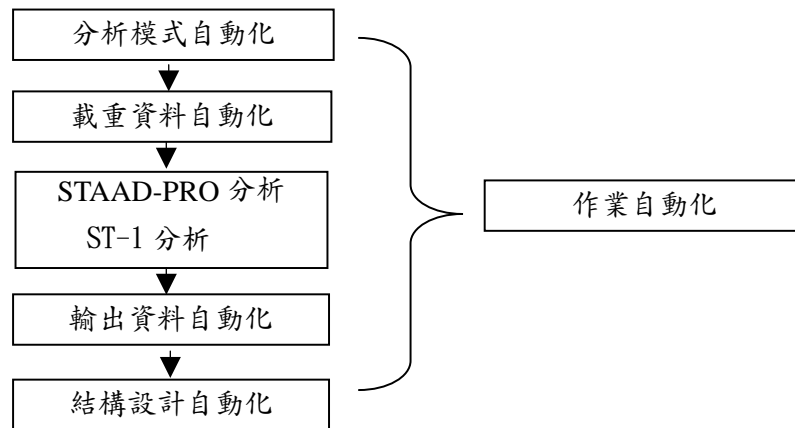 分析模式自動化
載重資料自動化
STAAD-PRO 分析
ST-1 分析
作業自動化
輸出資料自動化
結構設計自動化